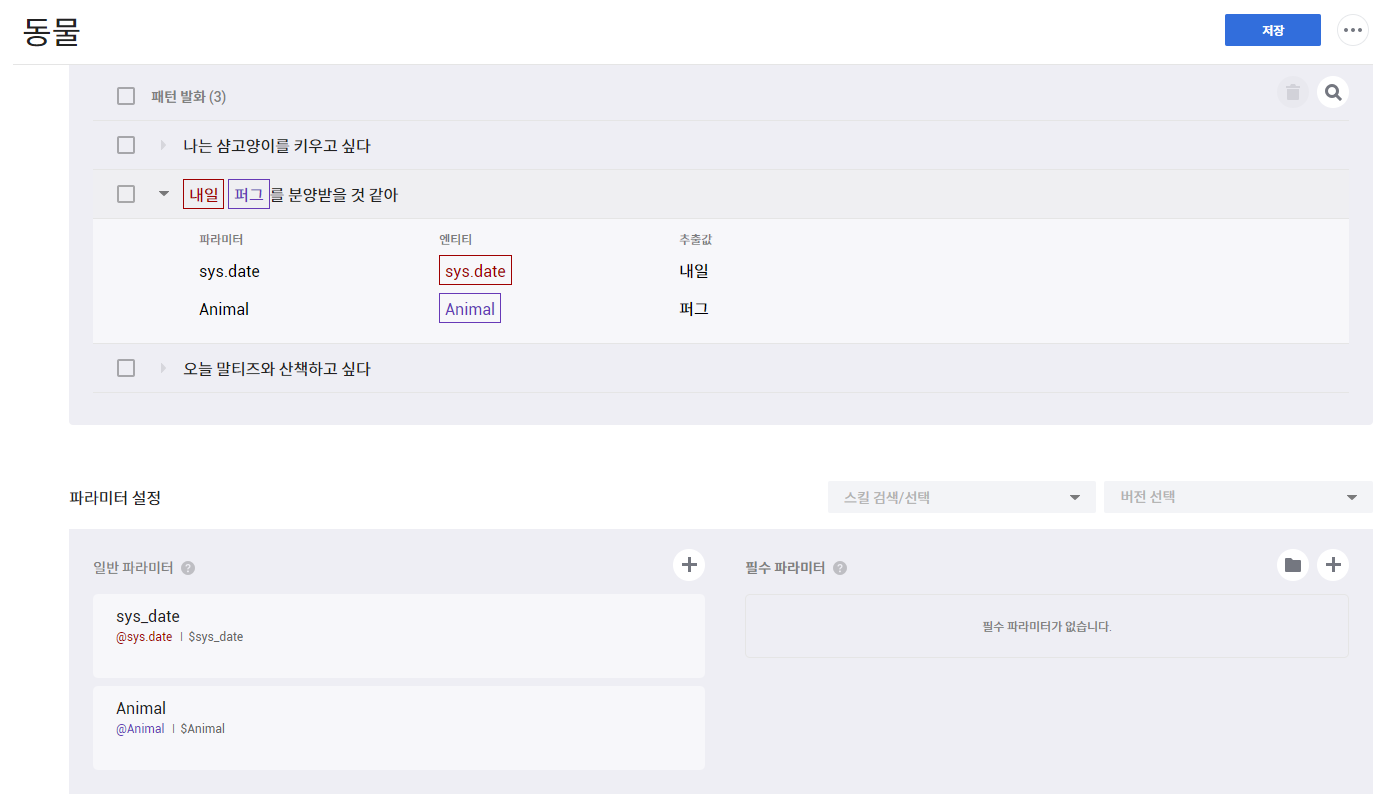 동물
저장
패턴 발화 (3)
나는 샴고양이를 키우고 싶다
내일 퍼그를 분양받을 것 같아
파라미터 엔티티 추출값
sys.date sys.date 내일
Animal Animal 퍼그
오늘 말티즈와 산책하고 싶다
파라미터 설정
스킬 검색/선택
버전 선택
일반 파라미터 ?
sys_date
@sys.date | $sys_date
Animal
@Animal | $Animal
필수 파라미터 ?
필수 파라미터가 없습니다.